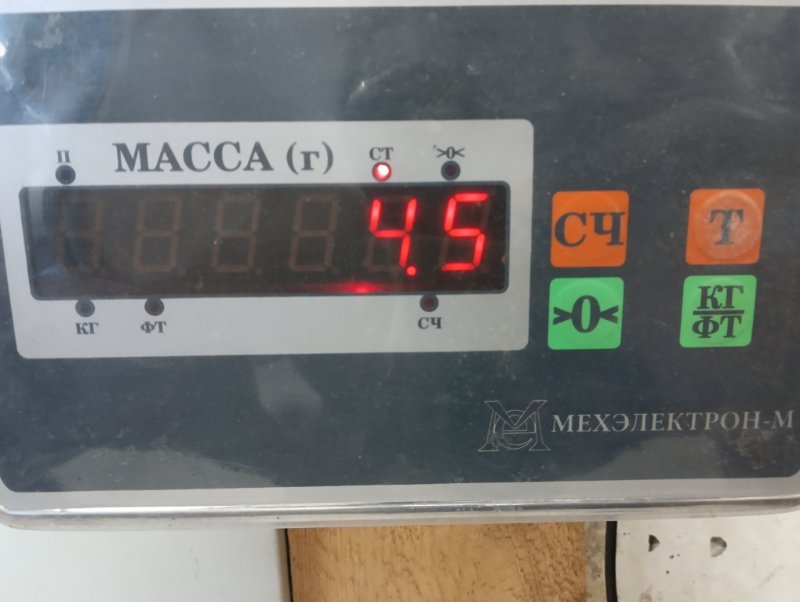 П МАССА (г) СТ >0<
4.5
КГ ФТ СЧ
СЧ Т
>0< КГ
ФТ
МЕХЭЛЕКТРОН-М